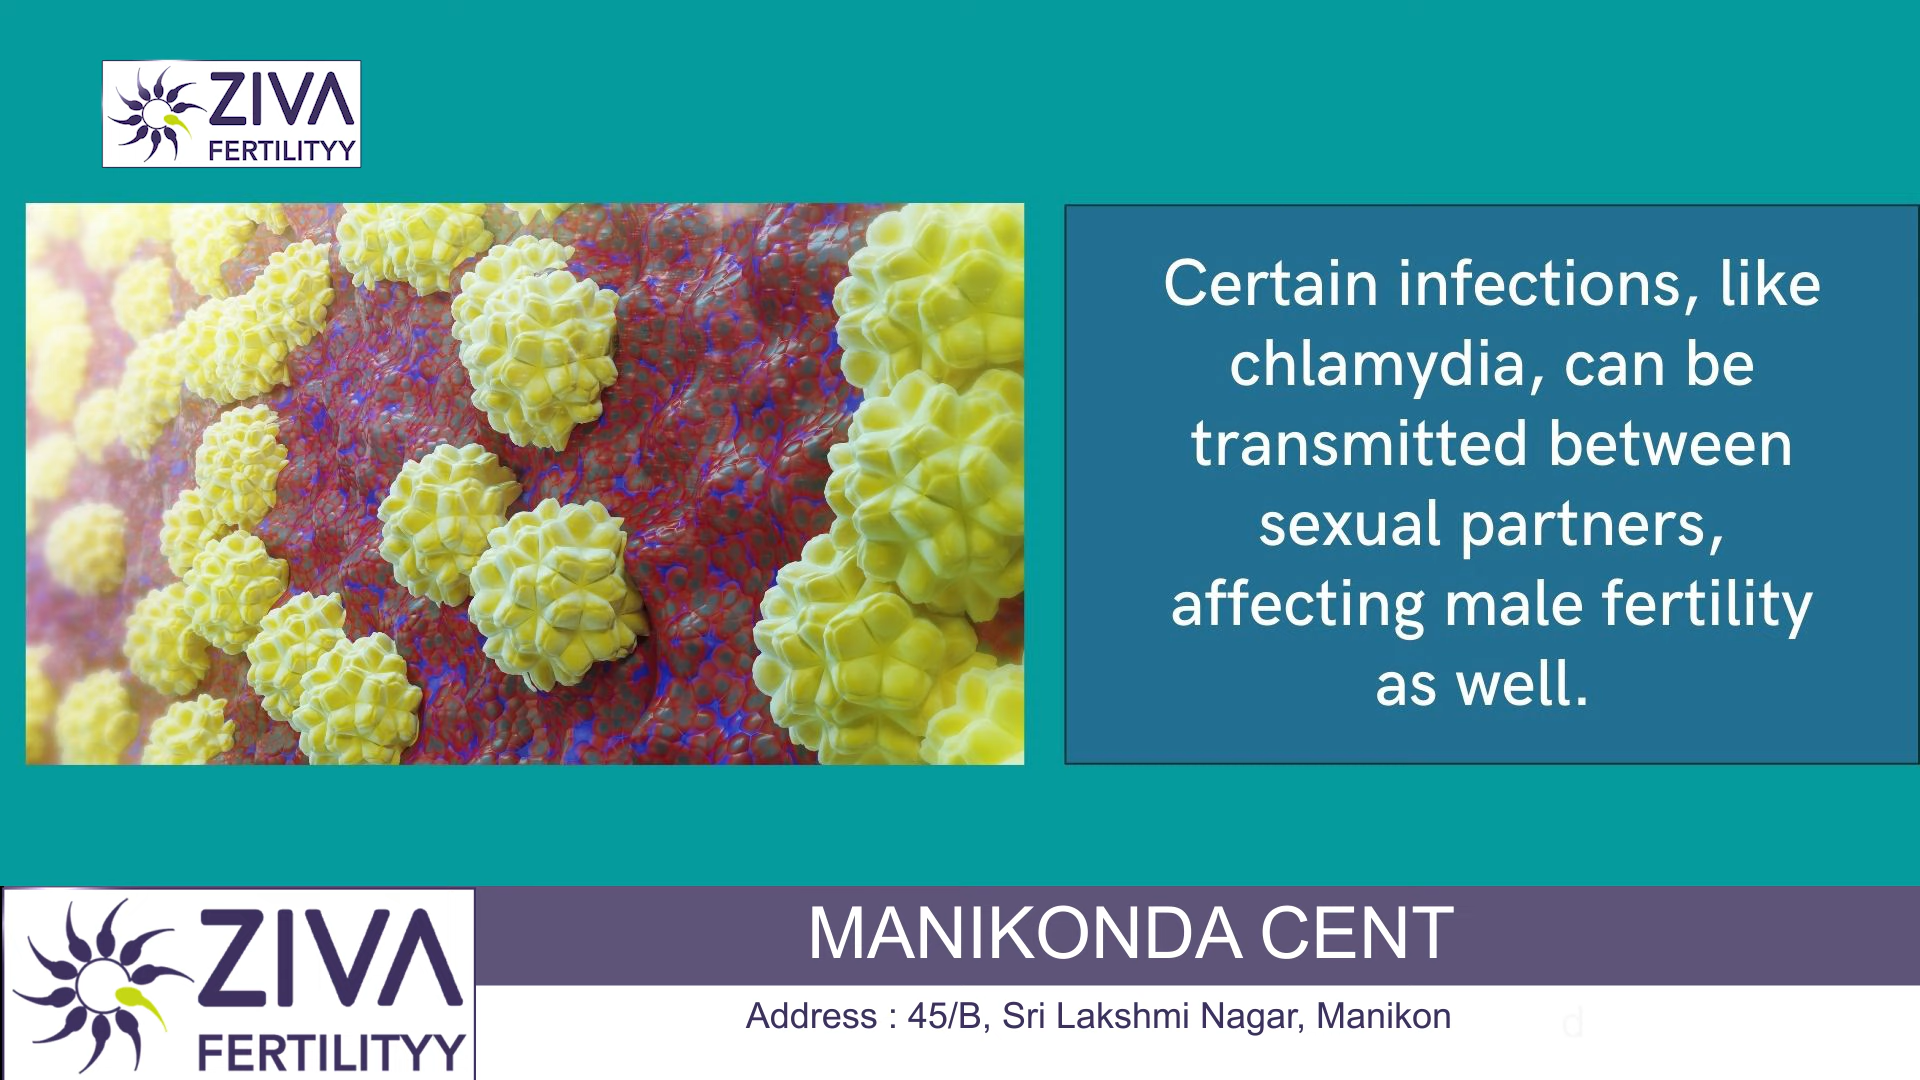 ZIVA
FERTILITYY
Certain infections, like
chlamydia, can be
transmitted between
sexual partners,
affecting male fertility
as well.
ZIVA
FERTILITYY
MANIKONDA CENT
Address : 45/B, Sri Lakshmi Nagar, Manikon d